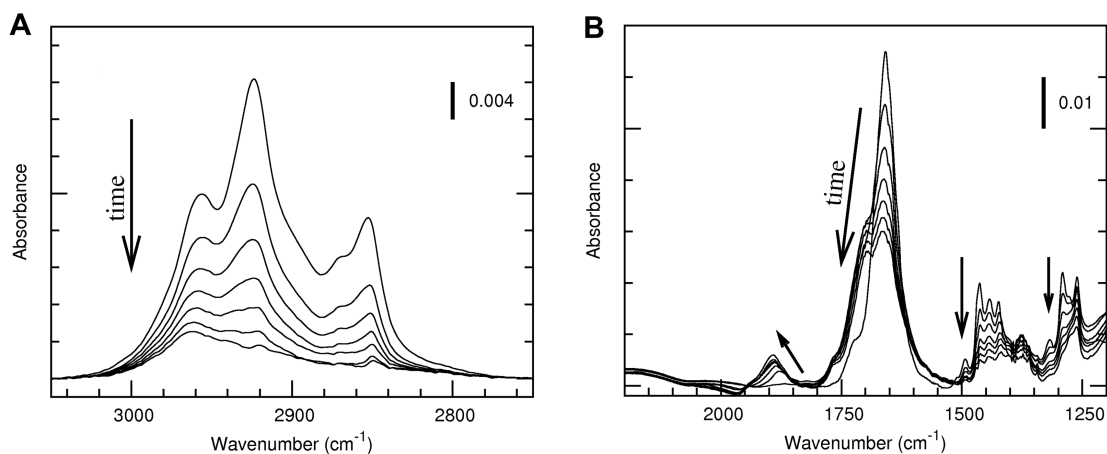 A
0.004
time
Absorbance
3000 2900 2800
Wavenumber (cm⁻¹)
B
0.01
time
Absorbance
2000 1750 1500 1250
Wavenumber (cm⁻¹)